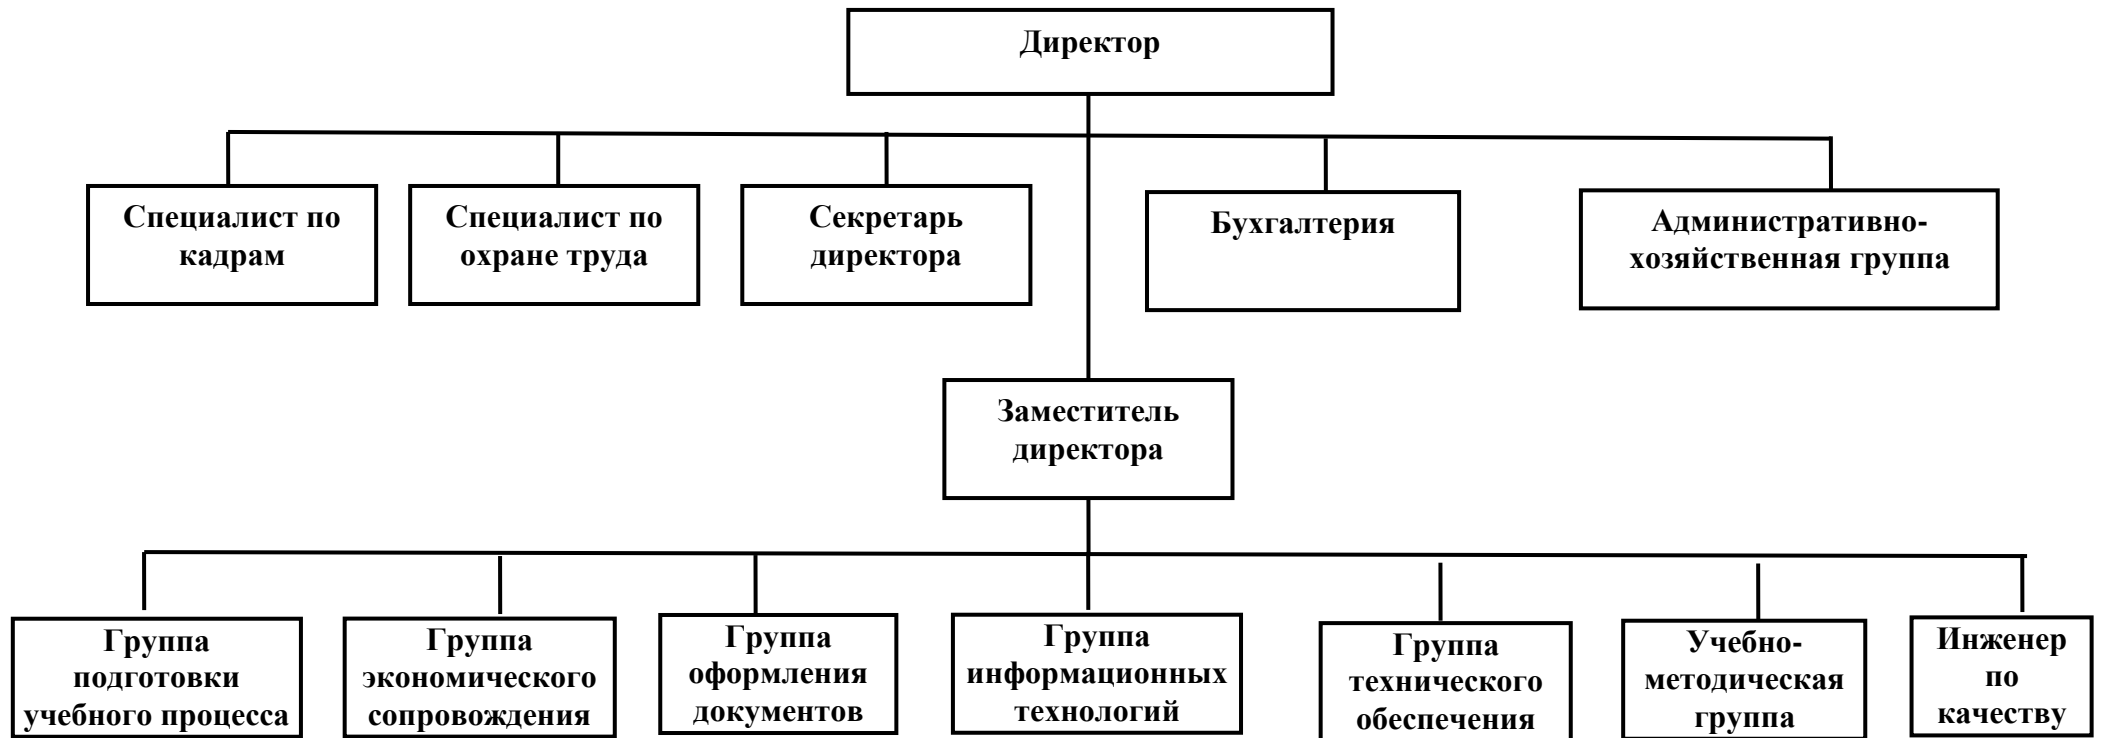 Директор
Специалист по
кадрам
Специалист по
охране труда
Секретарь
директора
Бухгалтерия
Административно-
хозяйственная группа
Заместитель
директора
Группа
подготовки
учебного процесса
Группа
экономического
сопровождения
Группа
оформления
документов
Группа
информационных
технологий
Группа
технического
обеспечения
Учебно-
методическая
группа
Инженер
по
качеству